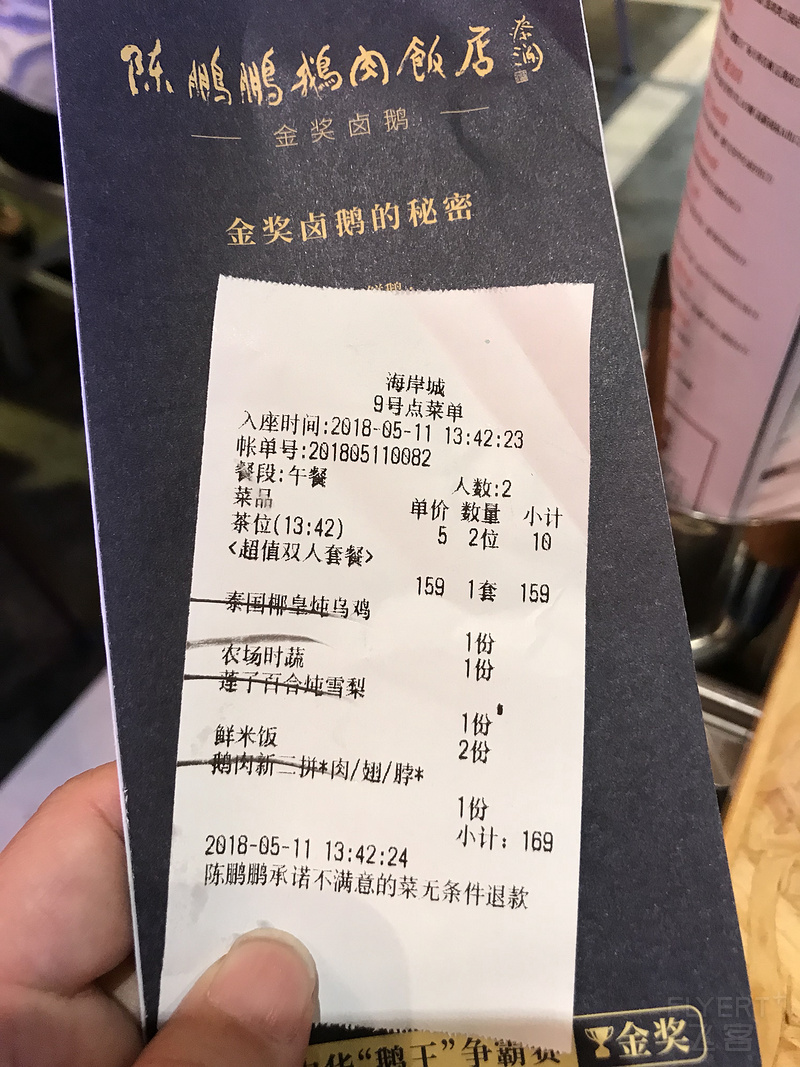 陈鹏鹏鹅肉飯店
金奖卤鹅
金奖卤鹅的秘密
海岸城
9号点菜单
入座时间:2018-05-11 13:42:23
帐单号:201805110082
餐段:午餐 人数:2
菜品 单价 数量 小计
茶位(13:42) 5 2位 10
<超值双人套餐>
159 1套 159
泰国椰皇炖乌鸡
1份
农场时蔬 1份
莲子百合炖雪梨
1份
鲜米饭 2份
鹅肉新三拼*肉/翅/脖*
1份
小计: 169
2018-05-11 13:42:24
陈鹏鹏承诺不满意的菜无条件退款
“鹅王”争霸赛
金奖
FLYERT
飞客